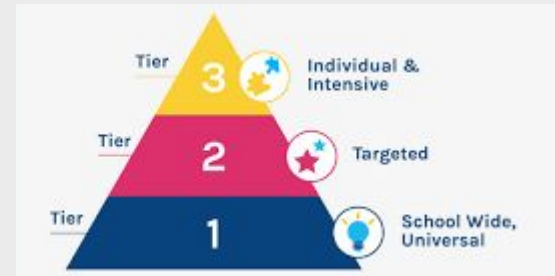 Tier
3
Individual &
Intensive
Tier
2
Targeted
Tier
1
School Wide,
Universal